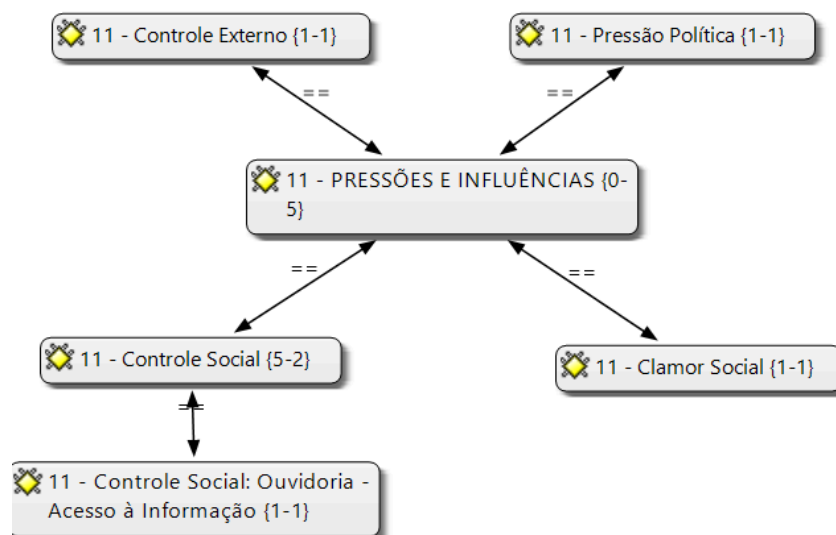 11 - Controle Externo {1-1}
11 - Pressão Política {1-1}
==
==
11 - PRESSÕES E INFLUÊNCIAS {0-
5}
==
==
11 - Controle Social {5-2}
11 - Clamor Social {1-1}
==
11 - Controle Social: Ouvidoria -
Acesso à Informação {1-1}